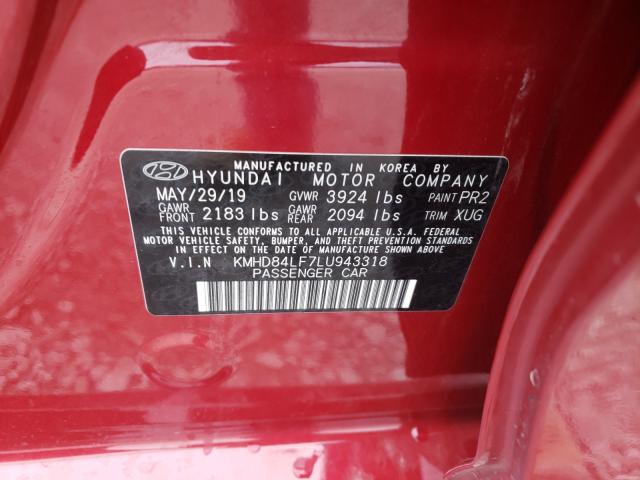 MANUFACTURED IN KOREA BY
HYUNDAI MOTOR COMPANY
MAY/29/19 GVWR 3924 lbs PAINT PR2
GAWR FRONT 2183 lbs GAWR REAR 2094 lbs TRIM XUG
THIS VEHICLE CONFORMS TO ALL APPLICABLE U.S.A. FEDERAL
MOTOR VEHICLE SAFETY, BUMPER, AND THEFT PREVENTION STANDARDS
IN EFFECT ON THE DATE OF MANUFACTURE SHOWN ABOVE
V.I.N KMHD84LF7LU943318
PASSENGER CAR